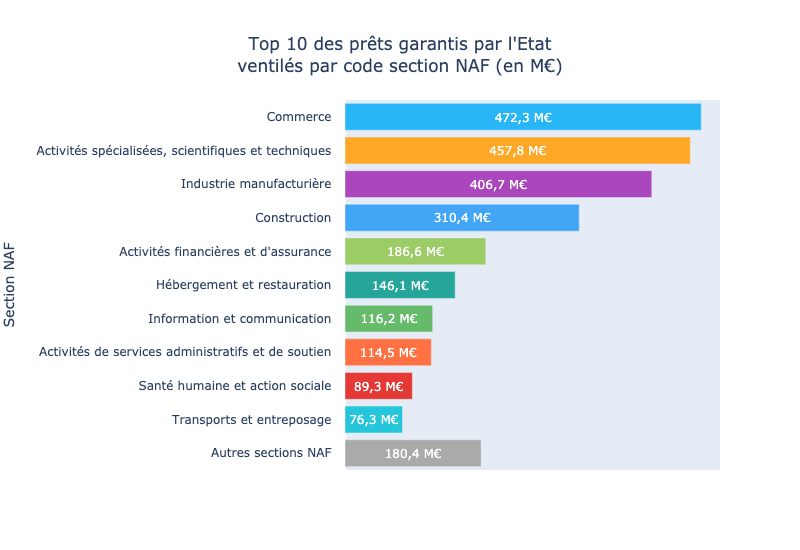 Top 10 des prêts garantis par l'Etat
ventilés par code section NAF (en M€)
Section NAF
Commerce 472,3 M€
Activités spécialisées, scientifiques et techniques 457,8 M€
Industrie manufacturière 406,7 M€
Construction 310,4 M€
Activités financières et d'assurance 186,6 M€
Hébergement et restauration 146,1 M€
Information et communication 116,2 M€
Activités de services administratifs et de soutien 114,5 M€
Santé humaine et action sociale 89,3 M€
Transports et entreposage 76,3 M€
Autres sections NAF 180,4 M€